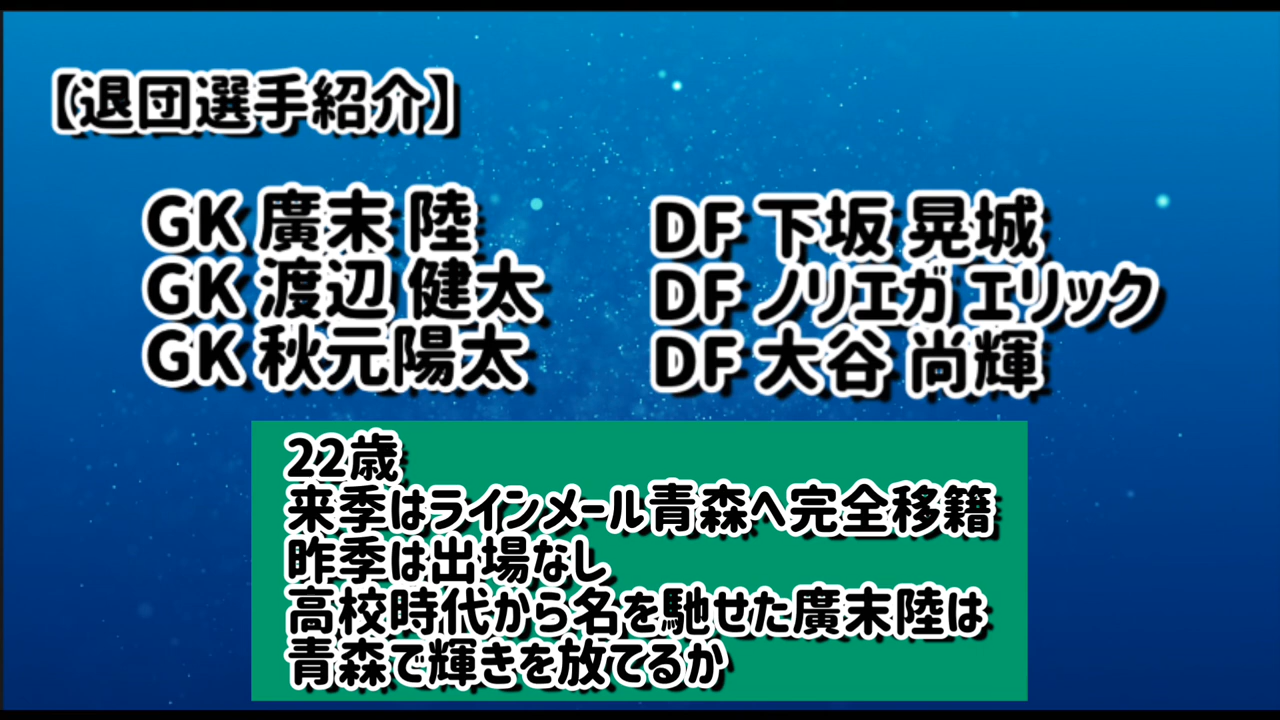 【退団選手紹介】
GK 廣末 陸
GK 渡辺 健太
GK 秋元陽太
DF 下坂 晃城
DF ノリエガ エリック
DF 大谷 尚輝
22歳
来季はラインメール青森へ完全移籍
昨季は出場なし
高校時代から名を馳せた廣末陸は
青森で輝きを放てるか